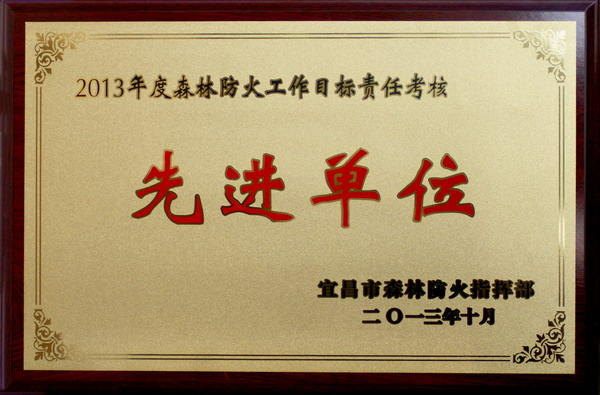 2013年度森林防火工作目标责任考核
先进单位
宜昌市森林防火指挥部
二〇一三年十月